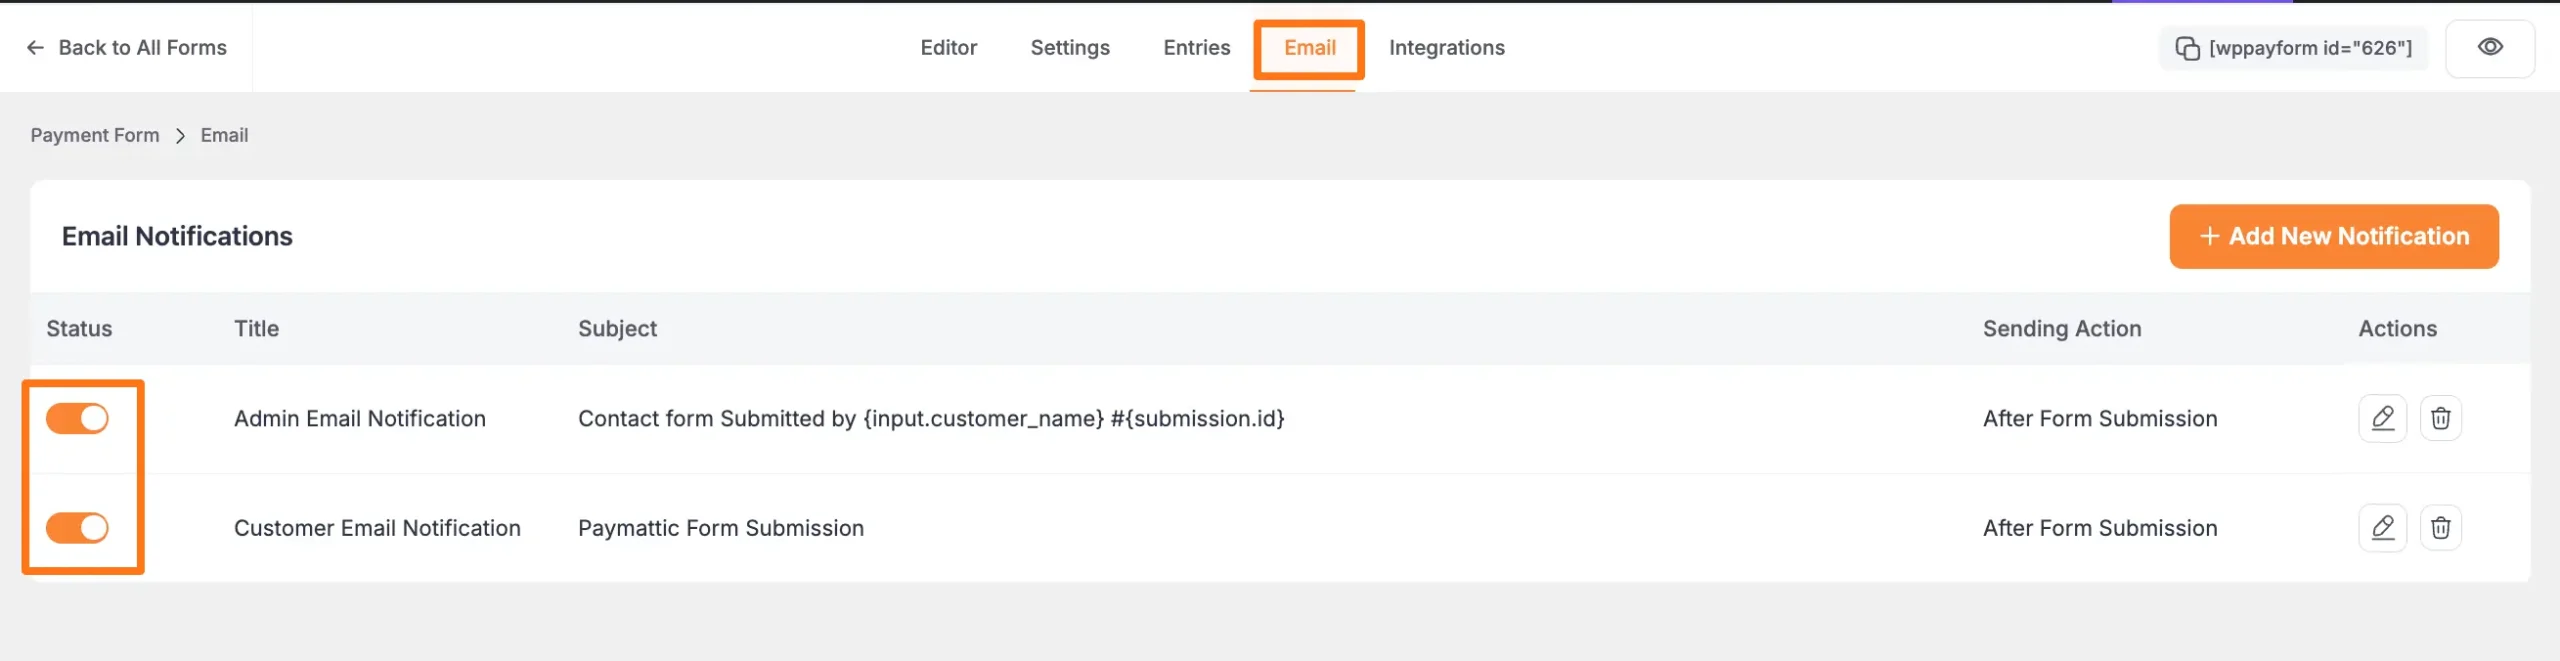 Back to All Forms
Editor Settings Entries Email Integrations
[wppayform id="626"]
Payment Form > Email
Email Notifications
+ Add New Notification
Status Title Subject Sending Action Actions
Admin Email Notification Contact form Submitted by {input.customer_name} #{submission.id} After Form Submission
Customer Email Notification Paymattic Form Submission After Form Submission